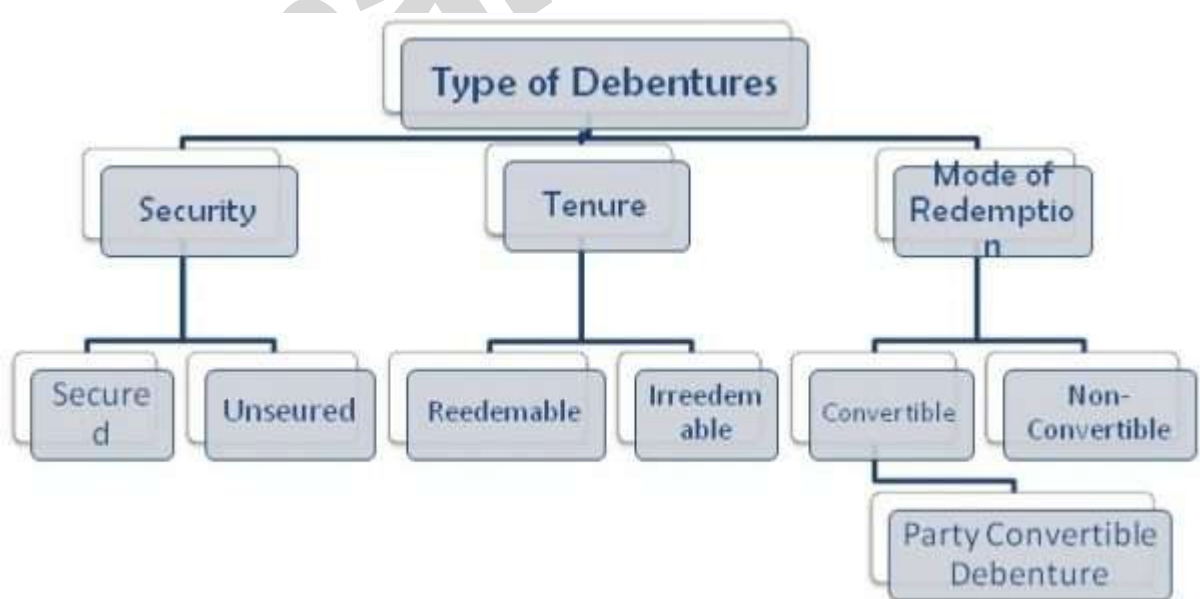 Type of Debentures
Security
Tenure
Mode of
Redemptio
n
Secure
d
Unseured
Reedemable
Irreedem
able
Convertible
Non-
Convertible
Party Convertible
Debenture